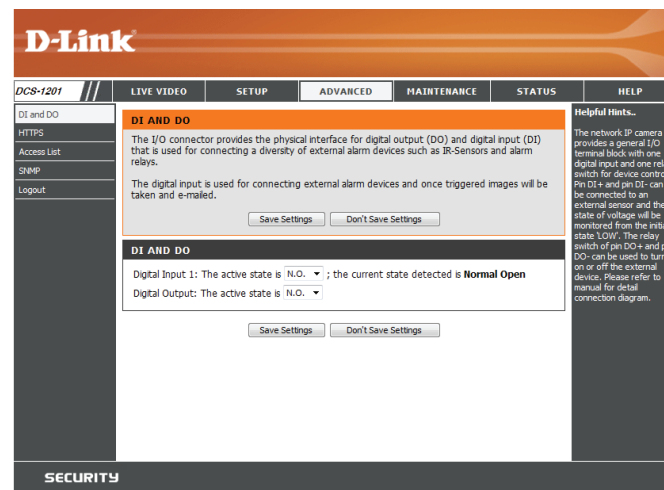 D-Link
DCS-1201
LIVE VIDEO SETUP ADVANCED MAINTENANCE STATUS HELP
DI and DO
HTTPS
Access List
SNMP
Logout
DI AND DO
The I/O connector provides the physical interface for digital
output (DO) and digital input (DI)
that is used for connecting a diversity of external alarm devices such as IR-Sensors and alarm
relays.
The digital input is used for connecting external alarm devices and once triggered images will be
taken and e-mailed.
Save Settings Don't Save Settings
DI AND DO
Digital Input 1: The active state is N.O. ; the current state detected is Normal Open
Digital Output: The active state is N.O.
Save Settings Don't Save Settings
Helpful Hints..
The network IP camera
provides a general I/O
terminal block with one
digital input and one rel
switch for device contro
Pin DI+ and pin DI- can
be connected to an
external sensor and the
state of voltage will be
monitored from the initia
state 'LOW'. The relay
switch of pin DO+ and p
DO- can be used to turn
on or off the external
device. Please refer to
manual for detail
connection diagram.
SECURITY